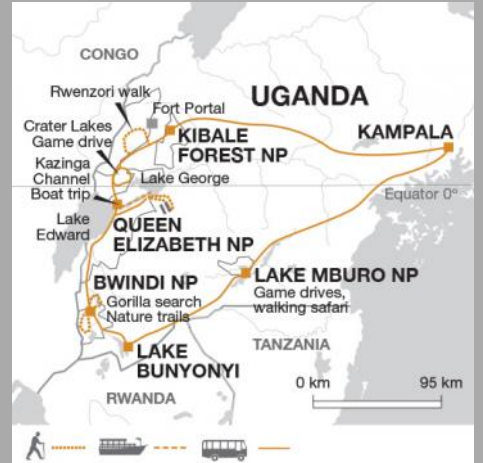 CONGO
Rwenzori walk
Fort Portal
UGANDA
Crater Lakes
Game drive
KIBALE
FOREST NP
KAMPALA
Kazinga
Channel
Boat trip
Lake George
Equator 0°
Lake
Edward
QUEEN
ELIZABETH NP
BWINDI NP
Gorilla search
Nature trails
LAKE MBURO NP
Game drives,
walking safari
LAKE
BUNYONYI
TANZANIA
RWANDA
0 km
95 km